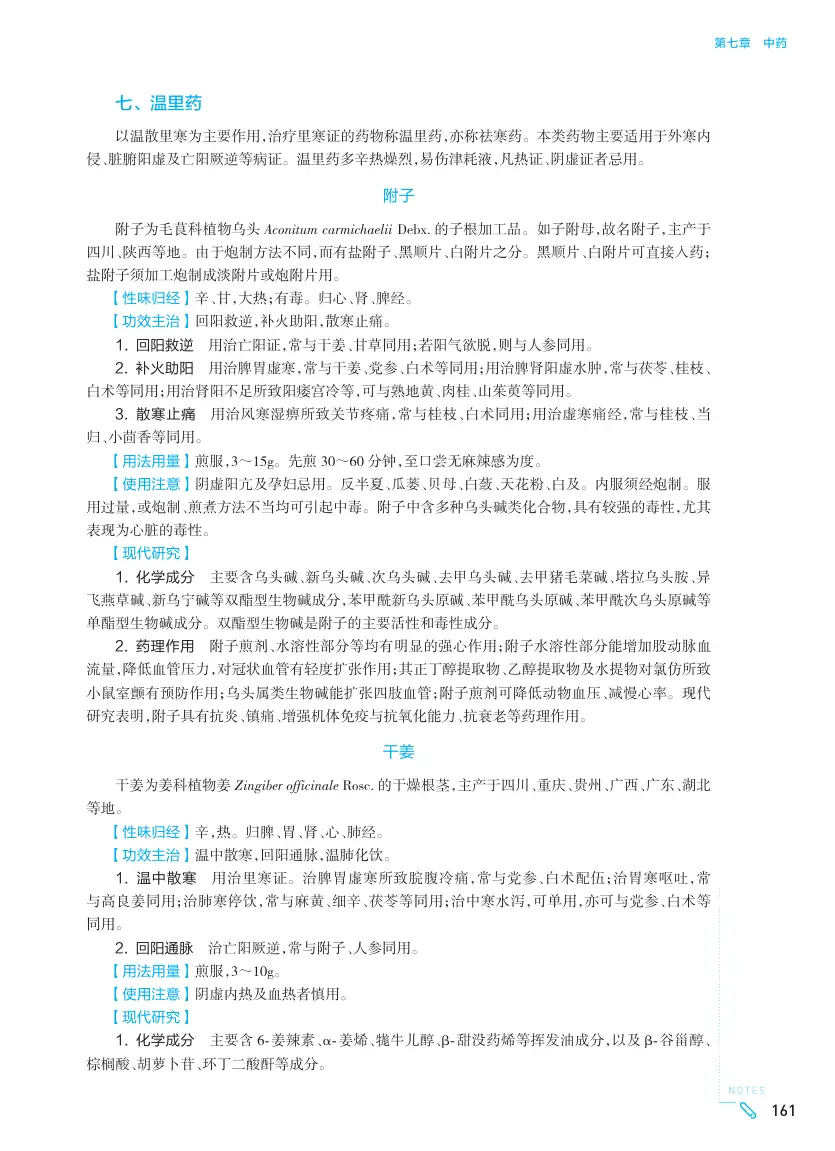 第七章　中药
七、温里药
以温散里寒为主要作用,治疗里寒证的药物称温里药,亦称祛寒药。本类药物主要适用于外寒内
侵、脏腑阳虚及亡阳厥逆等病证。温里药多辛热燥烈,易伤津耗液,凡热证、阴虚证者忌用。
附子
附子为毛茛科植物乌头 Aconitum carmichaelii Debx. 的子根加工品。如子附母,故名附子,主产于
四川、陕西等地。由于炮制方法不同,而有盐附子、黑顺片、白附片之分。黑顺片、白附片可直接入药;
盐附子须加工炮制成淡附片或炮附片用。
【性味归经】辛、甘,大热;有毒。归心、肾、脾经。
【功效主治】回阳救逆,补火助阳,散寒止痛。
1. 回阳救逆　用治亡阳证,常与干姜、甘草同用;若阳气欲脱,则与人参同用。
2. 补火助阳　用治脾胃虚寒,常与干姜、党参、白术等同用;用治脾肾阳虚水肿,常与茯苓、桂枝、
白术等同用;用治肾阳不足所致阳痿宫冷等,可与熟地黄、肉桂、山茱萸等同用。
3. 散寒止痛　用治风寒湿痹所致关节疼痛,常与桂枝、白术同用;用治虚寒痛经,常与桂枝、当
归、小茴香等同用。
【用法用量】煎服,3～15g。先煎 30～60 分钟,至口尝无麻辣感为度。
【使用注意】阴虚阳亢及孕妇忌用。反半夏、瓜蒌、贝母、白蔹、天花粉、白及。内服须经炮制。服
用过量,或炮制、煎煮方法不当均可引起中毒。附子中含多种乌头碱类化合物,具有较强的毒性,尤其
表现为心脏的毒性。
【现代研究】
1. 化学成分　主要含乌头碱、新乌头碱、次乌头碱、去甲乌头碱、去甲猪毛菜碱、塔拉乌头胺、异
飞燕草碱、新乌宁碱等双酯型生物碱成分,苯甲酰新乌头原碱、苯甲酰乌头原碱、苯甲酰次乌头原碱等
单酯型生物碱成分。双酯型生物碱是附子的主要活性和毒性成分。
2. 药理作用　附子煎剂、水溶性部分等均有明显的强心作用;附子水溶性部分能增加股动脉血
流量,降低血管压力,对冠状血管有轻度扩张作用;其正丁醇提取物、乙醇提取物及水提物对氯仿所致
小鼠室颤有预防作用;乌头属类生物碱能扩张四肢血管;附子煎剂可降低动物血压、减慢心率。现代
研究表明,附子具有抗炎、镇痛、增强机体免疫与抗氧化能力、抗衰老等药理作用。
干姜
干姜为姜科植物姜 Zingiber officinale Rosc. 的干燥根茎,主产于四川、重庆、贵州、广西、广东、湖北
等地。
【性味归经】辛,热。归脾、胃、肾、心、肺经。
【功效主治】温中散寒,回阳通脉,温肺化饮。
1. 温中散寒　用治里寒证。治脾胃虚寒所致脘腹冷痛,常与党参、白术配伍;治胃寒呕吐,常
与高良姜同用;治肺寒停饮,常与麻黄、细辛、茯苓等同用;治中寒水泻,可单用,亦可与党参、白术等
同用。
2. 回阳通脉　治亡阳厥逆,常与附子、人参同用。
【用法用量】煎服,3～10g。
【使用注意】阴虚内热及血热者慎用。
【现代研究】
1. 化学成分　主要含 6-姜辣素、α-姜烯、牻牛儿醇、β-甜没药烯等挥发油成分,以及 β-谷甾醇、
棕榈酸、胡萝卜苷、环丁二酸酐等成分。
NOTES
161